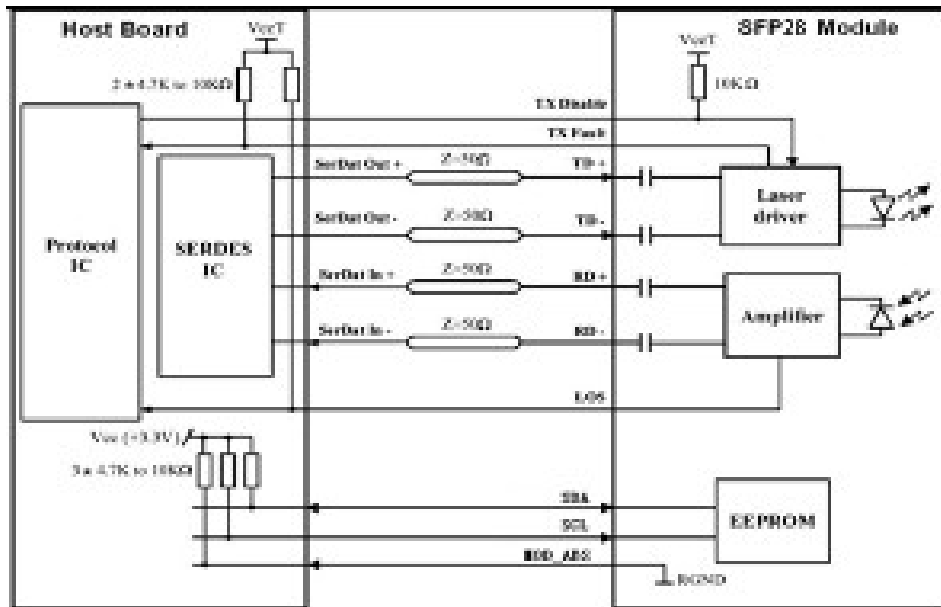 Host Board
SFP28 Module
VccT
VccT
2 x 4.7K to 10KΩ
10KΩ
TX Disable
TX Fault
SerDat Out +
Z=50Ω
TD +
SerDat Out -
Z=50Ω
TD -
Laser
driver
Protocol
IC
SERDES
IC
SerDat In +
Z=50Ω
RD +
SerDat In -
Z=50Ω
RD -
Amplifier
LOS
Vcc (+3.3V)
3 x 4.7K to 10KΩ
SDA
SCL
EEPROM
MOD_ABS
RGND